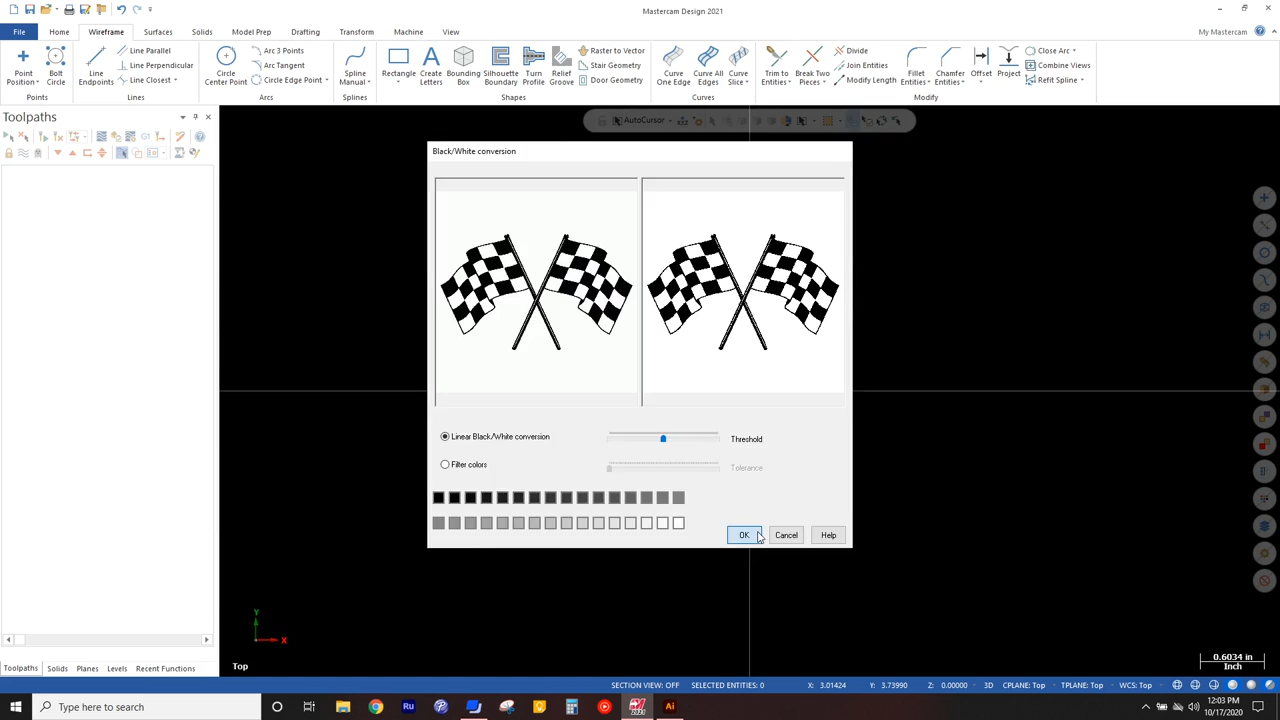 Mastercam Design 2021
File
Home
Wireframe
Surfaces
Solids
Model Prep
Drafting
Transform
Machine
View
My Mastercam
Point
Position
Bolt
Circle
Points
Line
Endpoints
Line Parallel
Line Perpendicular
Line Closest
Lines
Circle
Center Point
Arc 3 Points
Arc Tangent
Circle Edge Point
Arcs
Spline
Manual
Splines
Rectangle
Create
Letters
Bounding
Box
Silhouette
Boundary
Turn
Profile
Relief
Groove
Raster to Vector
Stair Geometry
Door Geometry
Shapes
Curve
One Edge
Curve All
Edges
Curve
Slice
Curves
Trim to
Entities
Break Two
Pieces
Divide
Join Entities
Modify Length
Fillet
Entities
Chamfer
Entities
Offset
Project
Close Arc
Combine Views
Refit Spline
Modify
Toolpaths
G1
AutoCursor
XYZ
Black/White conversion
Linear Black/White conversion
Threshold
Filter colors
Tolerance
OK
Cancel
Help
Y
X
Top
0.6034 in
Inch
Toolpaths
Solids
Planes
Levels
Recent Functions
SECTION VIEW: OFF
SELECTED ENTITIES: 0
X: 3.01424
Y: 3.73990
Z: 0.00000
3D
CPLANE: Top
TPLANE: Top
WCS: Top
Type here to search
Ru
Ai
12:03 PM
10/17/2020